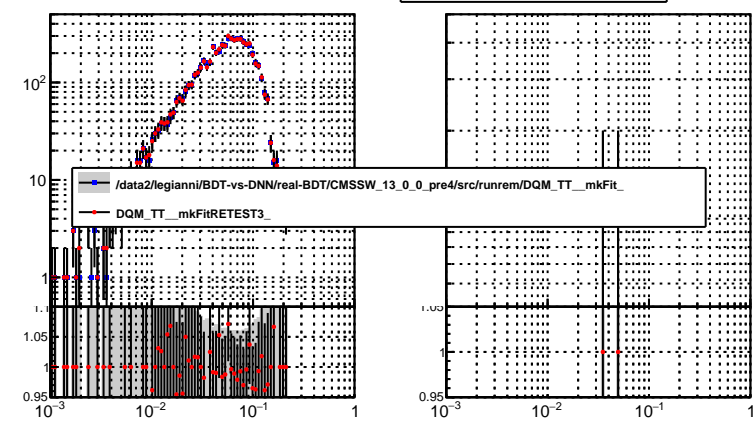 10²
/data2/legianni/BDT-vs-DNN/real-BDT/CMSSW_13_0_0_pre4/src/runrem/DQM_TT__mkFit_
10
DQM_TT__mkFitRETEST3_
1
1.1 1.05
1.05
1 1
0.95 0.95
10⁻³ 10⁻² 10⁻¹ 1 10⁻³ 10⁻² 10⁻¹ 1